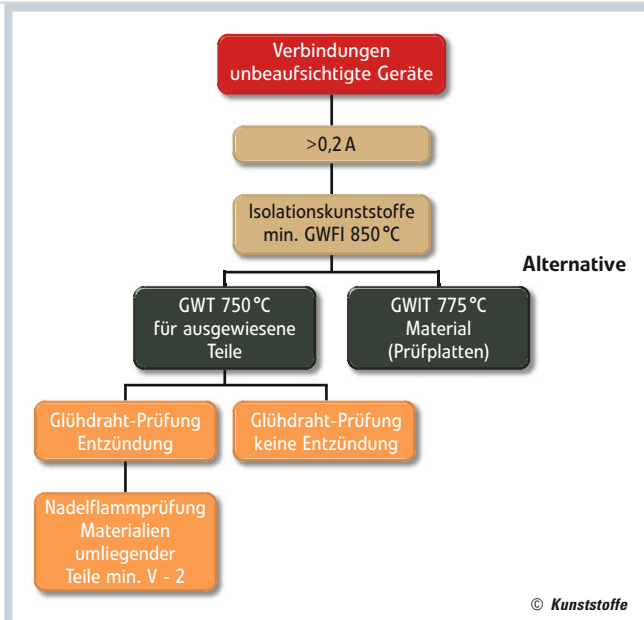 Verbindungen
unbeaufsichtigte Geräte
>0,2 A
Isolationskunststoffe
min. GWFI 850 °C
Alternative
GWT 750 °C
für ausgewiesene
Teile
GWIT 775 °C
Material
(Prüfplatten)
Glühdraht-Prüfung
Entzündung
Glühdraht-Prüfung
keine Entzündung
Nadelflammprüfung
Materialien
umliegender
Teile min. V - 2
© Kunststoffe